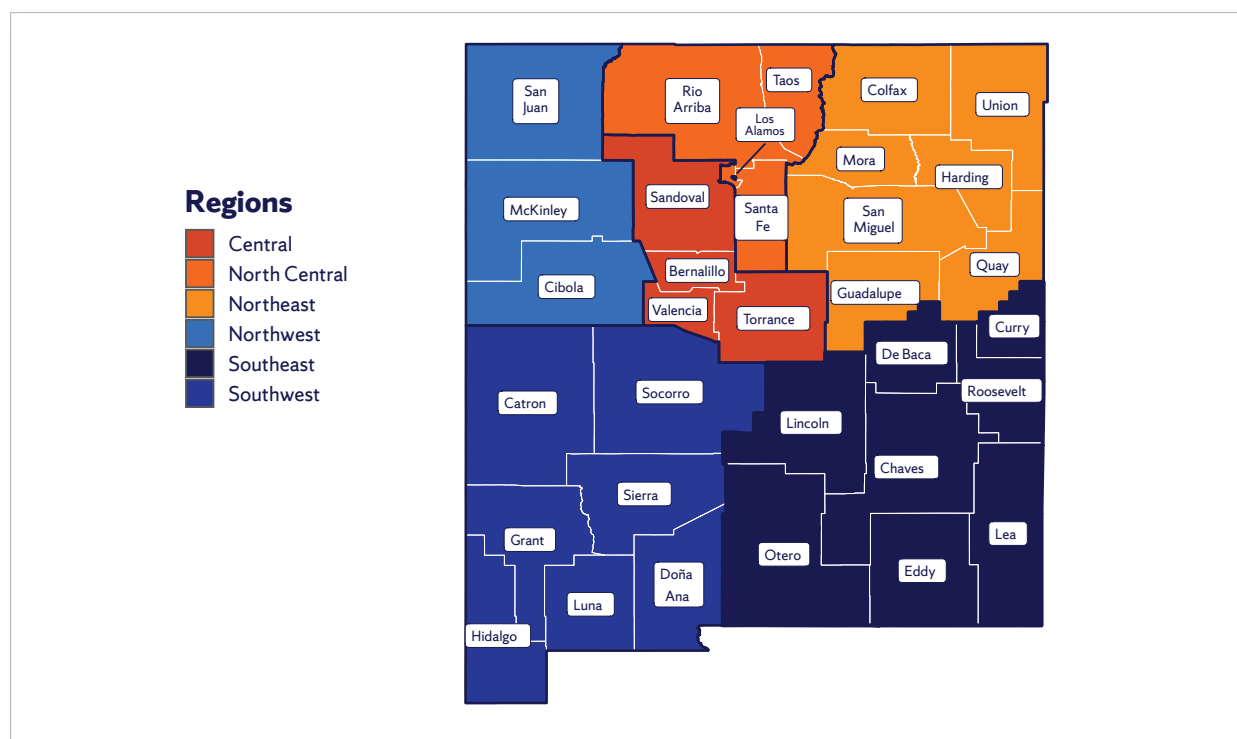 Regions
Central
North Central
Northeast
Northwest
Southeast
Southwest
San
Juan
Rio
Arriba
Taos
Los
Alamos
Colfax
Union
Mora
Harding
McKinley
Sandoval
Santa
Fe
San
Miguel
Cibola
Bernalillo
Quay
Valencia
Torrance
Guadalupe
Curry
De Baca
Roosevelt
Catron
Socorro
Lincoln
Chaves
Sierra
Grant
Otero
Lea
Eddy
Doña
Ana
Luna
Hidalgo